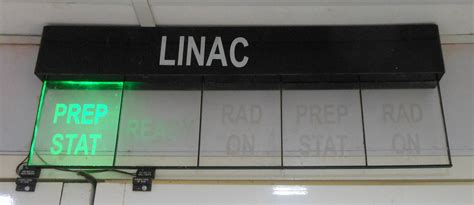 LINAC
PREP
STAT
READY
RAD
ON
PREP
STAT
RAD
ON